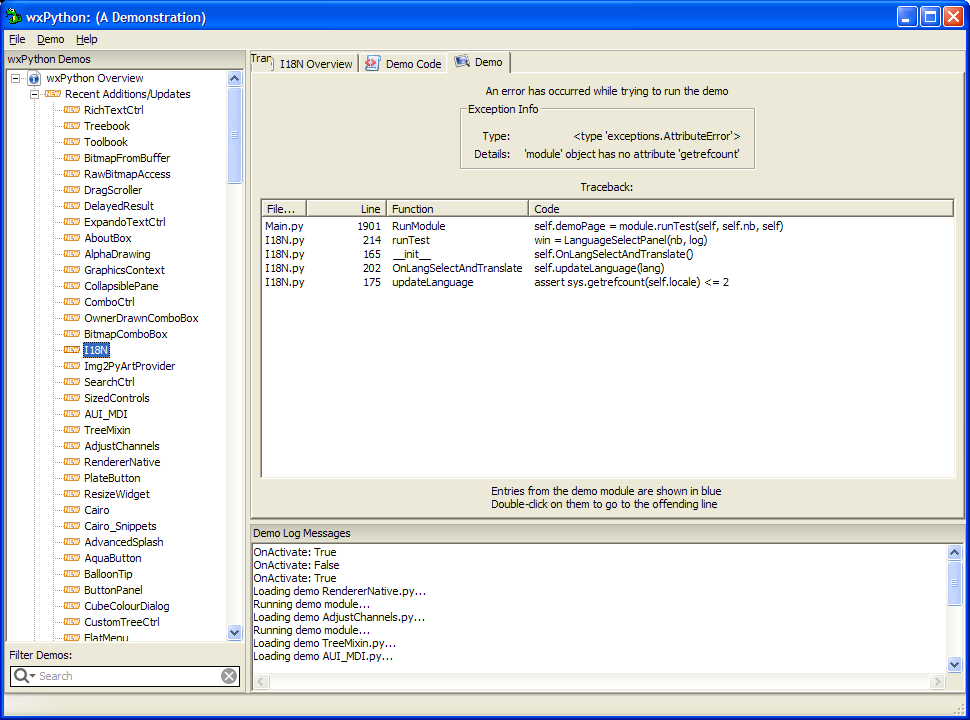 wxPython: (A Demonstration)
File Demo Help
wxPython Demos
wxPython Overview
NEW Recent Additions/Updates
NEW RichTextCtrl
NEW Treebook
NEW Toolbook
NEW BitmapFromBuffer
NEW RawBitmapAccess
NEW DragScroller
NEW DelayedResult
NEW ExpandoTextCtrl
NEW AboutBox
NEW AlphaDrawing
NEW GraphicsContext
NEW CollapsiblePane
NEW ComboCtrl
NEW OwnerDrawnComboBox
NEW BitmapComboBox
NEW I18N
NEW Img2PyArtProvider
NEW SearchCtrl
NEW SizedControls
NEW AUI_MDI
NEW TreeMixin
NEW AdjustChannels
NEW RendererNative
NEW PlateButton
NEW ResizeWidget
NEW Cairo
NEW Cairo_Snippets
NEW AdvancedSplash
NEW AquaButton
NEW BalloonTip
NEW ButtonPanel
NEW CubeColourDialog
NEW CustomTreeCtrl
NEW FlatMenu
Filter Demos:
Search
Tran I18N Overview Demo Code Demo
An error has occurred while trying to run the demo
Exception Info
Type: <type 'exceptions.AttributeError'>
Details: 'module' object has no attribute 'getrefcount'
Traceback:
File... Line Function Code
Main.py 1901 RunModule self.demoPage = module.runTest(self, self.nb, self)
I18N.py 214 runTest win = LanguageSelectPanel(nb, log)
I18N.py 165 __init__ self.OnLangSelectAndTranslate()
I18N.py 202 OnLangSelectAndTranslate self.updateLanguage(lang)
I18N.py 175 updateLanguage assert sys.getrefcount(self.locale) <= 2
Entries from the demo module are shown in blue
Double-click on them to go to the offending line
Demo Log Messages
OnActivate: True
OnActivate: False
OnActivate: True
Loading demo RendererNative.py...
Running demo module...
Loading demo AdjustChannels.py...
Running demo module...
Loading demo TreeMixin.py...
Loading demo AUI_MDI.py...